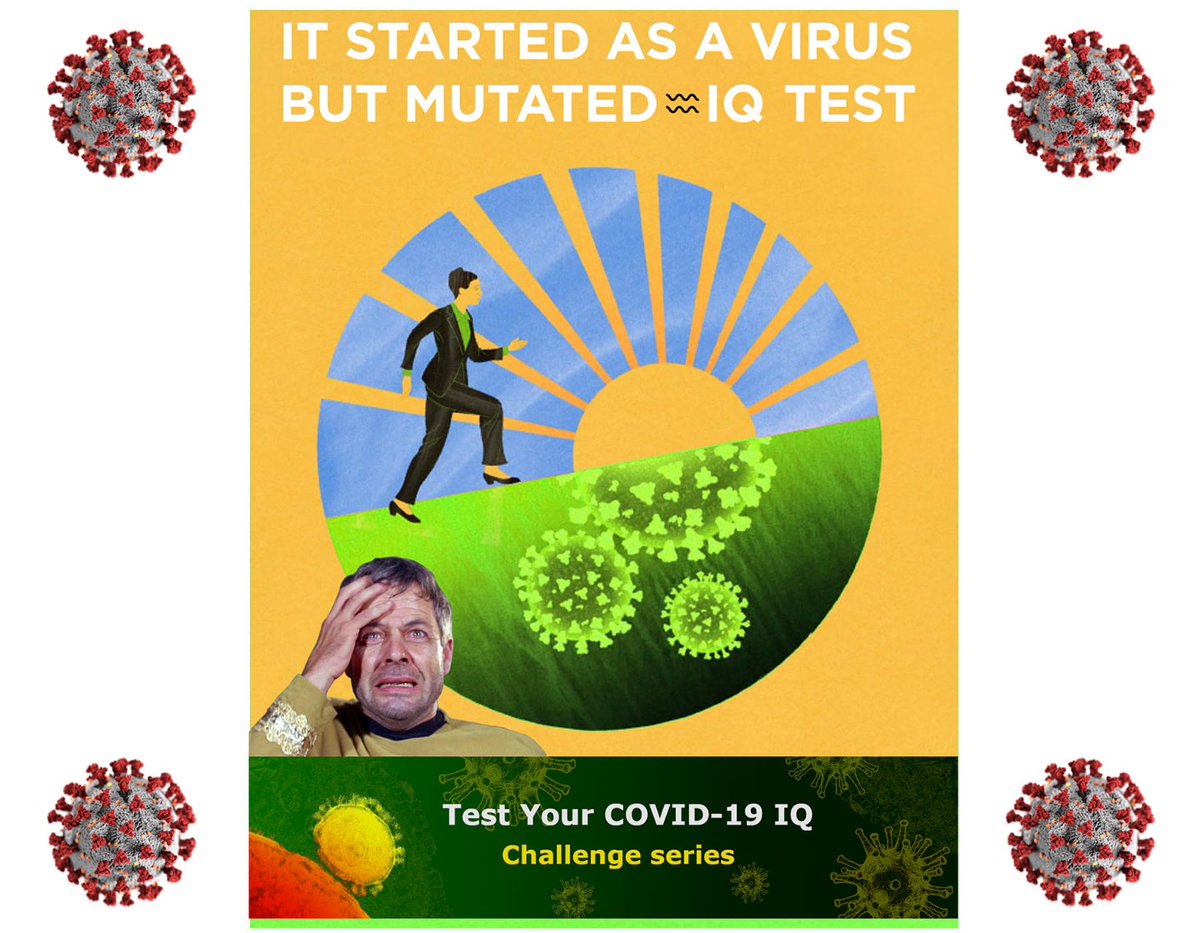 IT STARTED AS A VIRUS
BUT MUTATED ≈ IQ TEST
Test Your COVID-19 IQ
Challenge series